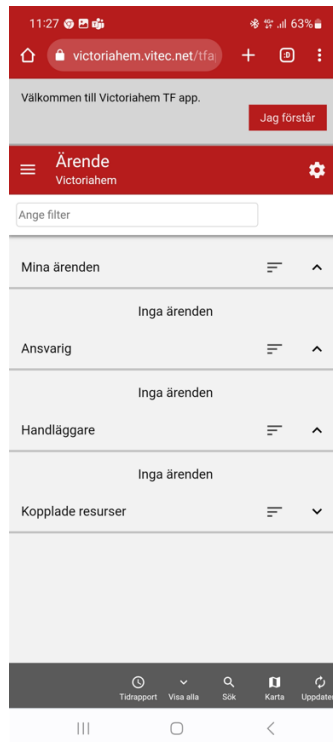 11:27 63%
victoriahem.vitec.net/tfa :D
Välkommen till Victoriahem TF app.
Jag förstår
Ärende
Victoriahem
Ange filter
Mina ärenden
Inga ärenden
Ansvarig
Inga ärenden
Handläggare
Inga ärenden
Kopplade resurser
Tidrapport Visa alla Sök Karta Uppdater